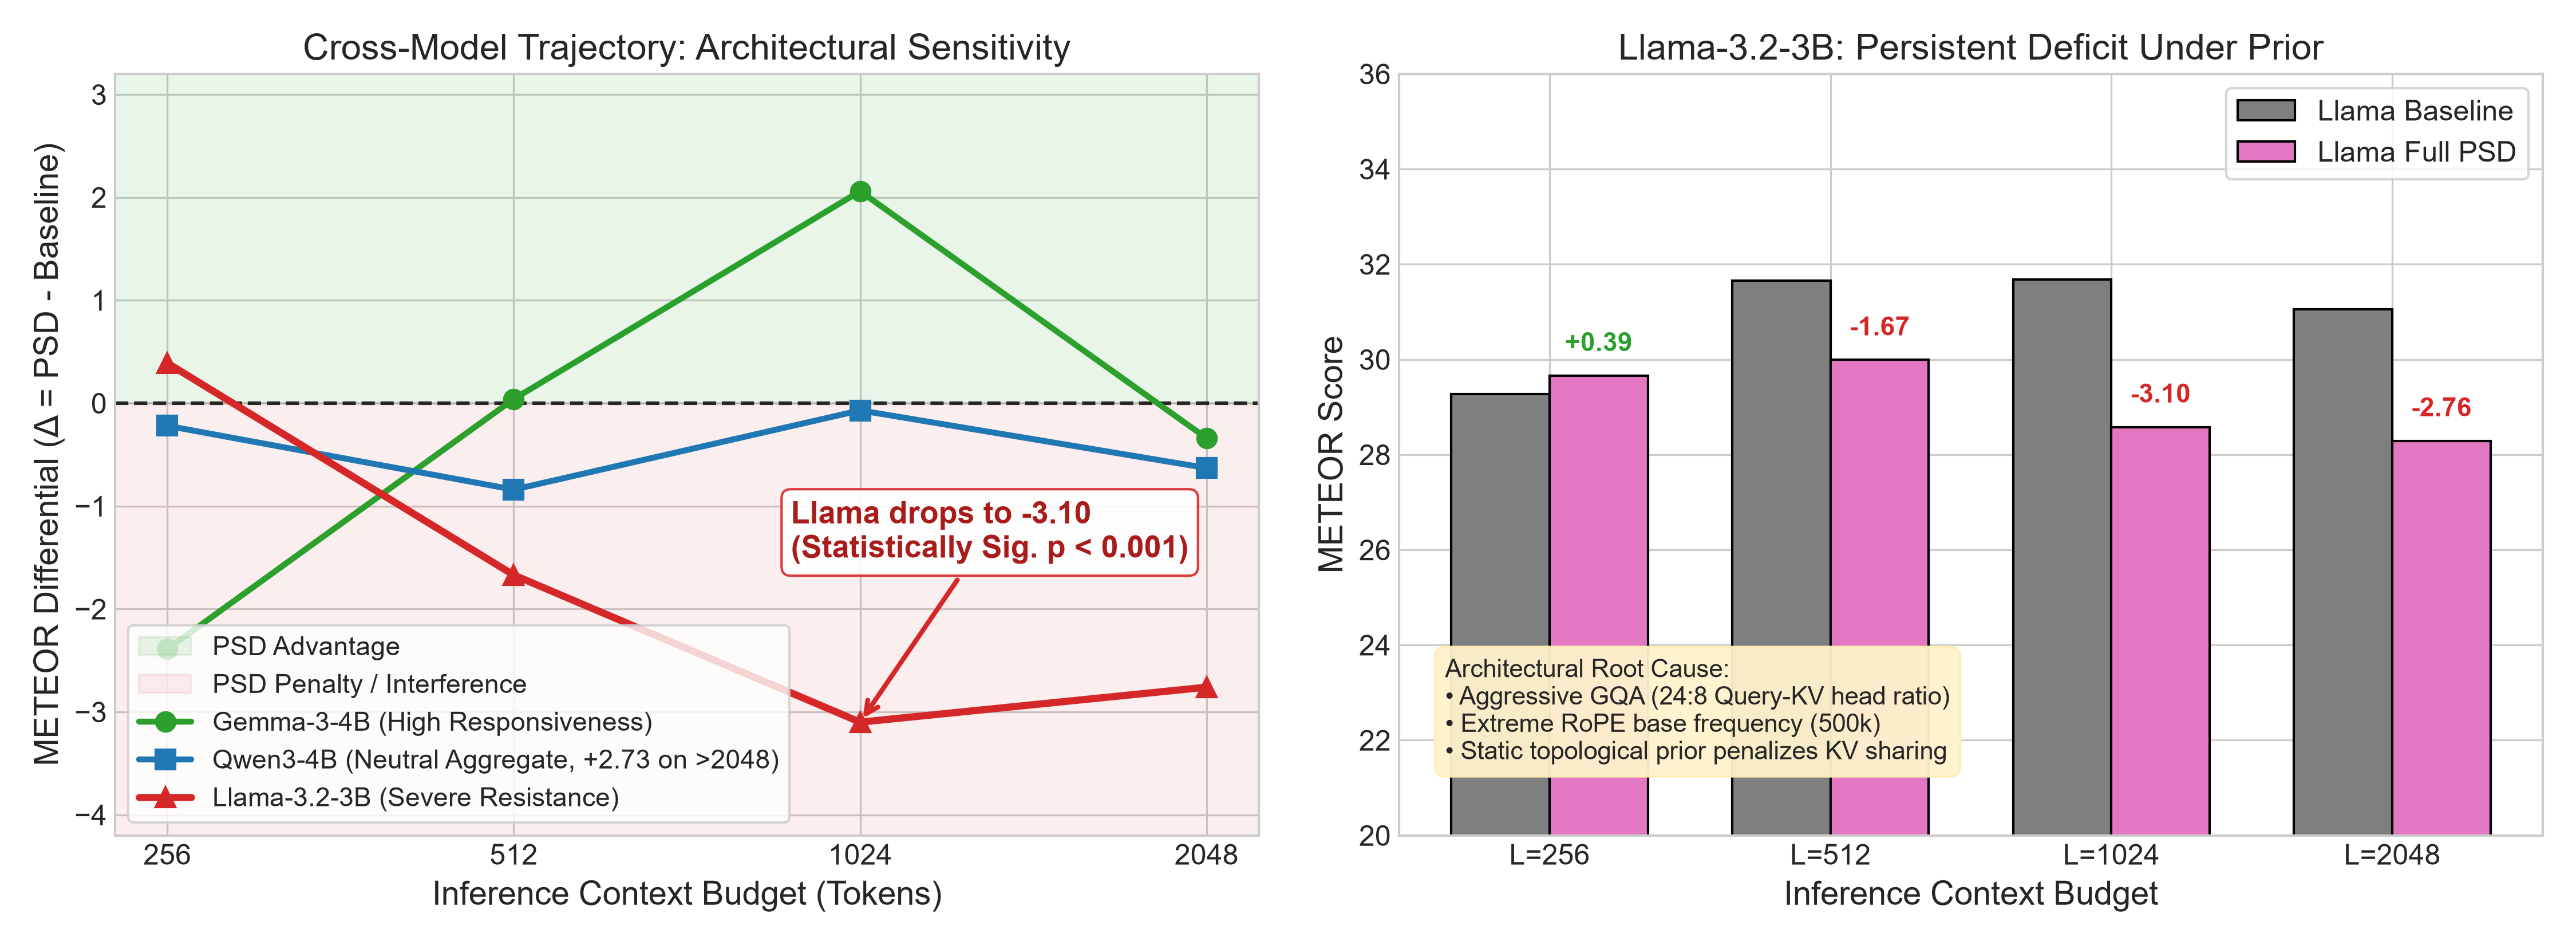 Cross-Model Trajectory: Architectural Sensitivity
METEOR Differential (Δ = PSD - Baseline)
3
2
1
0
−1
−2
−3
−4
Llama drops to -3.10
(Statistically Sig. p < 0.001)
PSD Advantage
PSD Penalty / Interference
Gemma-3-4B (High Responsiveness)
Qwen3-4B (Neutral Aggregate, +2.73 on >2048)
Llama-3.2-3B (Severe Resistance)
256
512
1024
2048
Inference Context Budget (Tokens)
Llama-3.2-3B: Persistent Deficit Under Prior
METEOR Score
36
34
32
30
28
26
24
22
20
Llama Baseline
Llama Full PSD
+0.39
-1.67
-3.10
-2.76
Architectural Root Cause:
• Aggressive GQA (24:8 Query-KV head ratio)
• Extreme RoPE base frequency (500k)
• Static topological prior penalizes KV sharing
L=256
L=512
L=1024
L=2048
Inference Context Budget